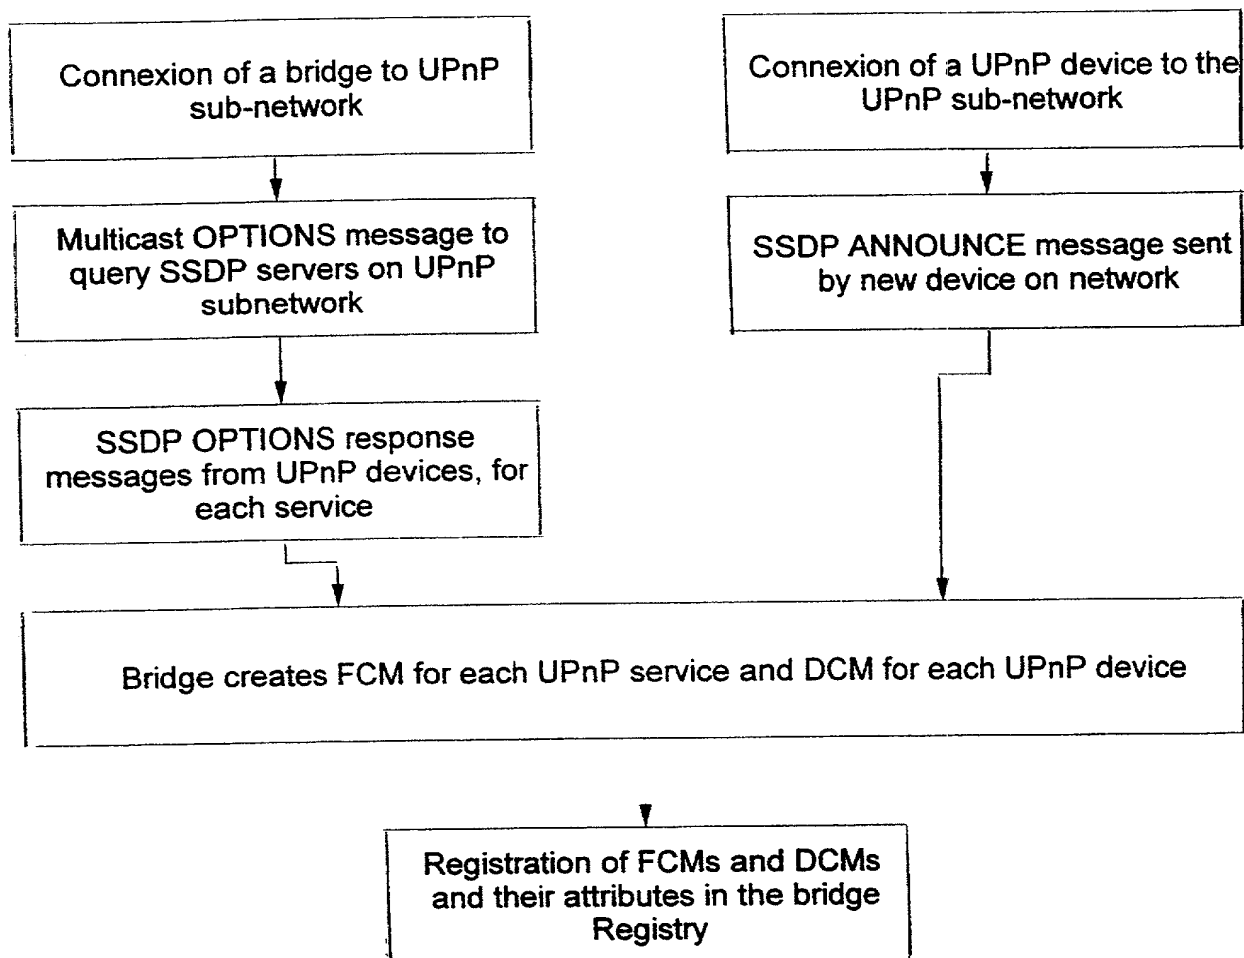 Connexion of a bridge to UPnP
sub-network
Connexion of a UPnP device to the
UPnP sub-network
Multicast OPTIONS message to
query SSDP servers on UPnP
subnetwork
SSDP ANNOUNCE message sent
by new device on network
SSDP OPTIONS response
messages from UPnP devices, for
each service
Bridge creates FCM for each UPnP service and DCM for each UPnP device
Registration of FCMs and DCMs
and their attributes in the bridge
Registry